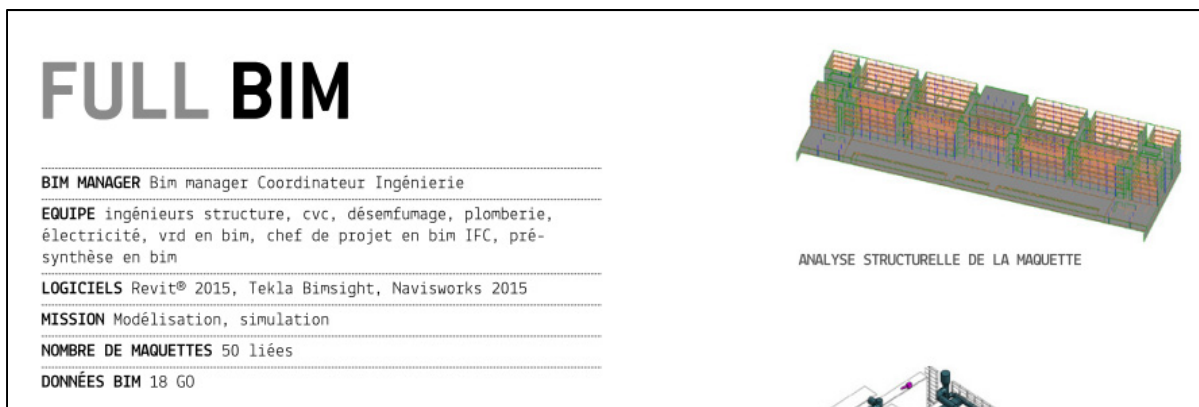 FULL BIM
BIM MANAGER Bim manager Coordinateur Ingénierie
EQUIPE ingénieurs structure, cvc, désemfumage, plomberie,
électricité, vrd en bim, chef de projet en bim IFC, pré-
synthèse en bim
LOGICIELS Revit® 2015, Tekla Bimsight, Navisworks 2015
MISSION Modélisation, simulation
NOMBRE DE MAQUETTES 50 liées
DONNÉES BIM 18 GO
ANALYSE STRUCTURELLE DE LA MAQUETTE